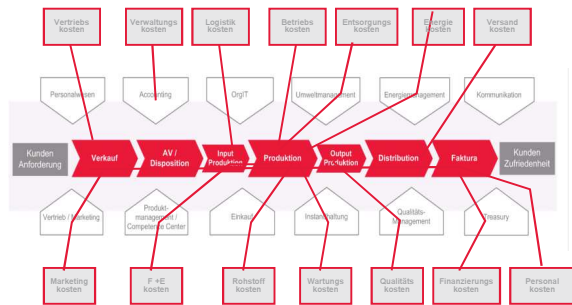 Vertriebs
kosten
Verwaltungs
kosten
Logistik
kosten
Betriebs
kosten
Entsorgungs
kosten
Energie
kosten
Versand
kosten
Personalwesen
Accounting
OrgIT
Umweltmanagement
Energiemanagement
Kommunikation
Kunden
Anforderung
Verkauf
AV /
Disposition
Input
Produktion
Produktion
Output
Produktion
Distribution
Faktura
Kunden
Zufriedenheit
Vertrieb / Marketing
Produkt-
management /
Competence Center
Einkauf
Instandhaltung
Qualitäts-
Management
Treasury
Marketing
kosten
F +E
kosten
Rohstoff
kosten
Wartungs
kosten
Qualitäts
kosten
Finanzierungs
kosten
Personal
kosten